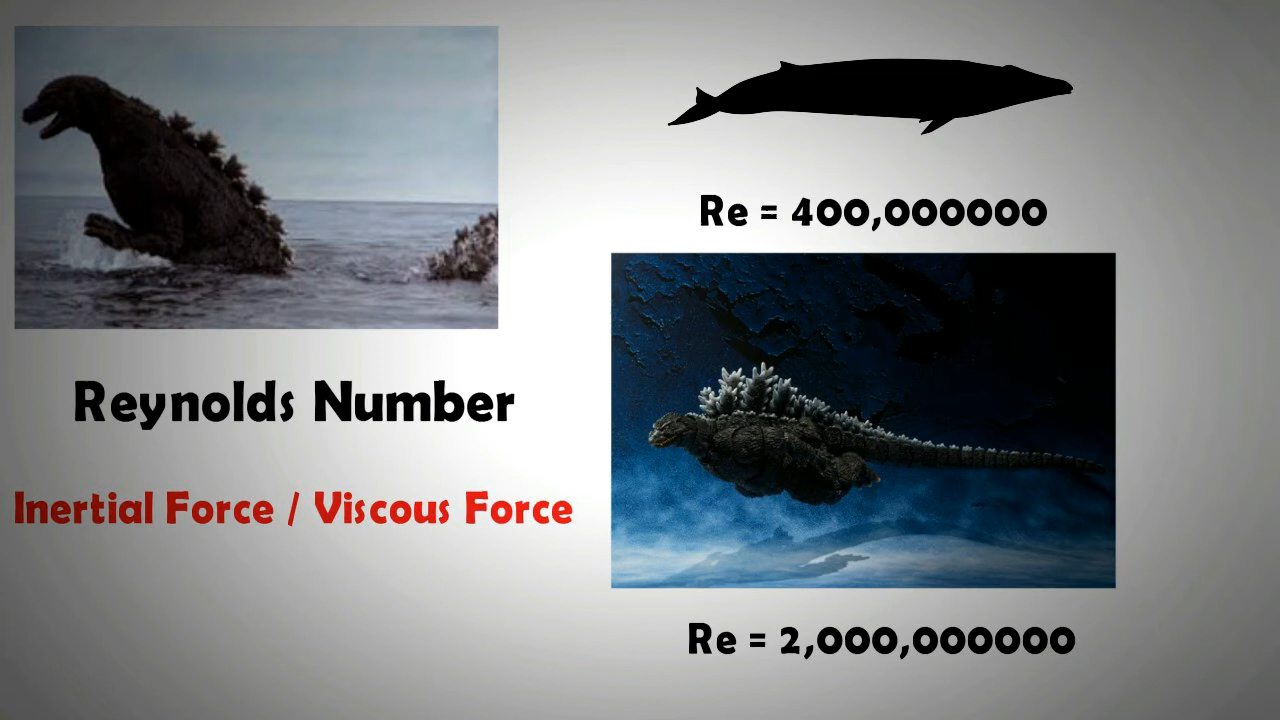 Re = 400,000000
Reynolds Number
Inertial Force / Viscous Force
Re = 2,000,000000